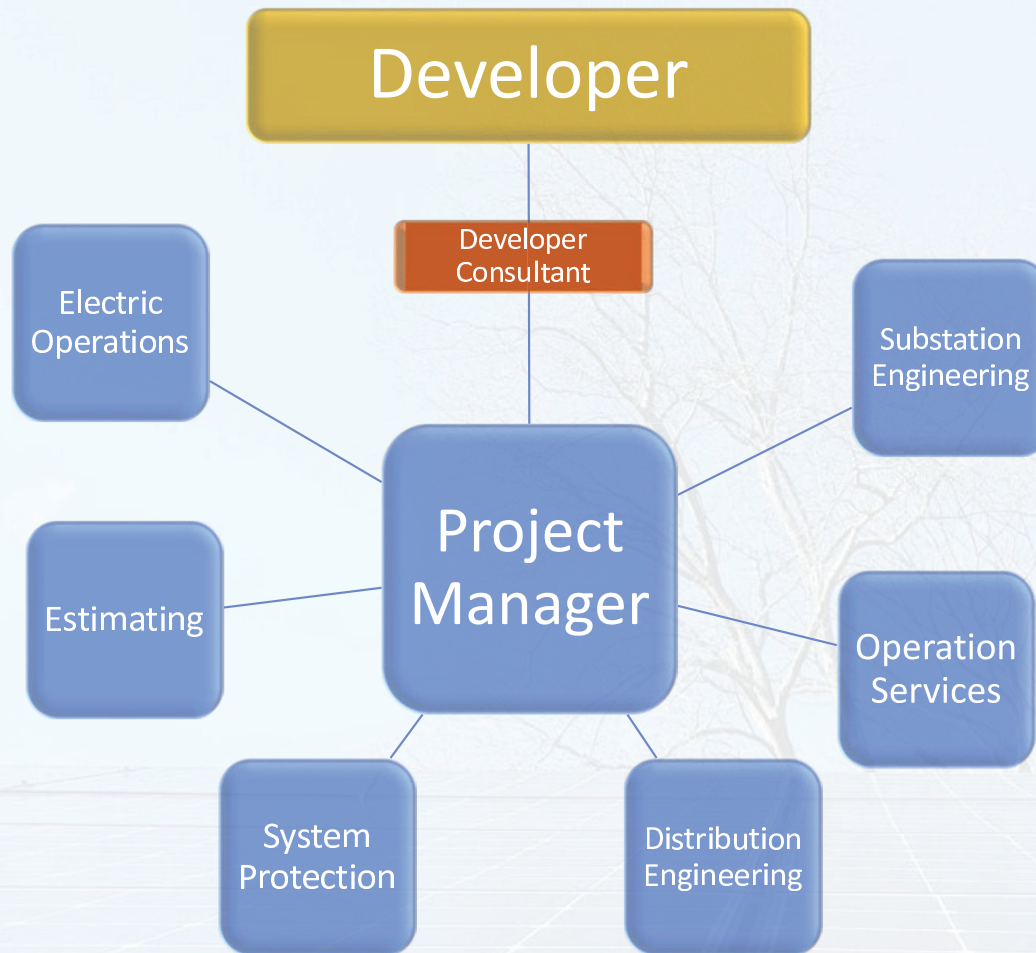 Developer
Developer
Consultant
Electric
Operations
Substation
Engineering
Project
Manager
Estimating
Operation
Services
System
Protection
Distribution
Engineering